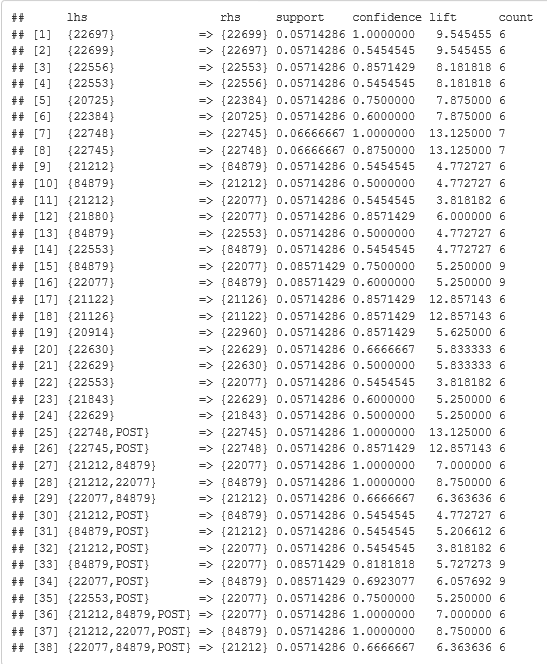 ##      lhs                   rhs     support    confidence lift      count
## [1]  {22697}            => {22699} 0.05714286 1.0000000   9.545455 6
## [2]  {22699}            => {22697} 0.05714286 0.5454545   9.545455 6
## [3]  {22556}            => {22553} 0.05714286 0.8571429   8.181818 6
## [4]  {22553}            => {22556} 0.05714286 0.5454545   8.181818 6
## [5]  {20725}            => {22384} 0.05714286 0.7500000   7.875000 6
## [6]  {22384}            => {20725} 0.05714286 0.6000000   7.875000 6
## [7]  {22748}            => {22745} 0.06666667 1.0000000  13.125000 7
## [8]  {22745}            => {22748} 0.06666667 0.8750000  13.125000 7
## [9]  {21212}            => {84879} 0.05714286 0.5454545   4.772727 6
## [10] {84879}            => {21212} 0.05714286 0.5000000   4.772727 6
## [11] {21212}            => {22077} 0.05714286 0.5454545   3.818182 6
## [12] {21880}            => {22077} 0.05714286 0.8571429   6.000000 6
## [13] {84879}            => {22553} 0.05714286 0.5000000   4.772727 6
## [14] {22553}            => {84879} 0.05714286 0.5454545   4.772727 6
## [15] {84879}            => {22077} 0.08571429 0.7500000   5.250000 9
## [16] {22077}            => {84879} 0.08571429 0.6000000   5.250000 9
## [17] {21122}            => {21126} 0.05714286 0.8571429  12.857143 6
## [18] {21126}            => {21122} 0.05714286 0.8571429  12.857143 6
## [19] {20914}            => {22960} 0.05714286 0.8571429   5.625000 6
## [20] {22630}            => {22629} 0.05714286 0.6666667   5.833333 6
## [21] {22629}            => {22630} 0.05714286 0.5000000   5.833333 6
## [22] {22553}            => {22077} 0.05714286 0.5454545   3.818182 6
## [23] {21843}            => {22629} 0.05714286 0.6000000   5.250000 6
## [24] {22629}            => {21843} 0.05714286 0.5000000   5.250000 6
## [25] {22748,POST}       => {22745} 0.05714286 1.0000000  13.125000 6
## [26] {22745,POST}       => {22748} 0.05714286 0.8571429  12.857143 6
## [27] {21212,84879}      => {22077} 0.05714286 1.0000000   7.000000 6
## [28] {21212,22077}      => {84879} 0.05714286 1.0000000   8.750000 6
## [29] {22077,84879}      => {21212} 0.05714286 0.6666667   6.363636 6
## [30] {21212,POST}       => {84879} 0.05714286 0.5454545   4.772727 6
## [31] {84879,POST}       => {21212} 0.05714286 0.5454545   5.206612 6
## [32] {21212,POST}       => {22077} 0.05714286 0.5454545   3.818182 6
## [33] {84879,POST}       => {22077} 0.08571429 0.8181818   5.727273 9
## [34] {22077,POST}       => {84879} 0.08571429 0.6923077   6.057692 9
## [35] {22553,POST}       => {22077} 0.05714286 0.7500000   5.250000 6
## [36] {21212,84879,POST} => {22077} 0.05714286 1.0000000   7.000000 6
## [37] {21212,22077,POST} => {84879} 0.05714286 1.0000000   8.750000 6
## [38] {22077,84879,POST} => {21212} 0.05714286 0.6666667   6.363636 6